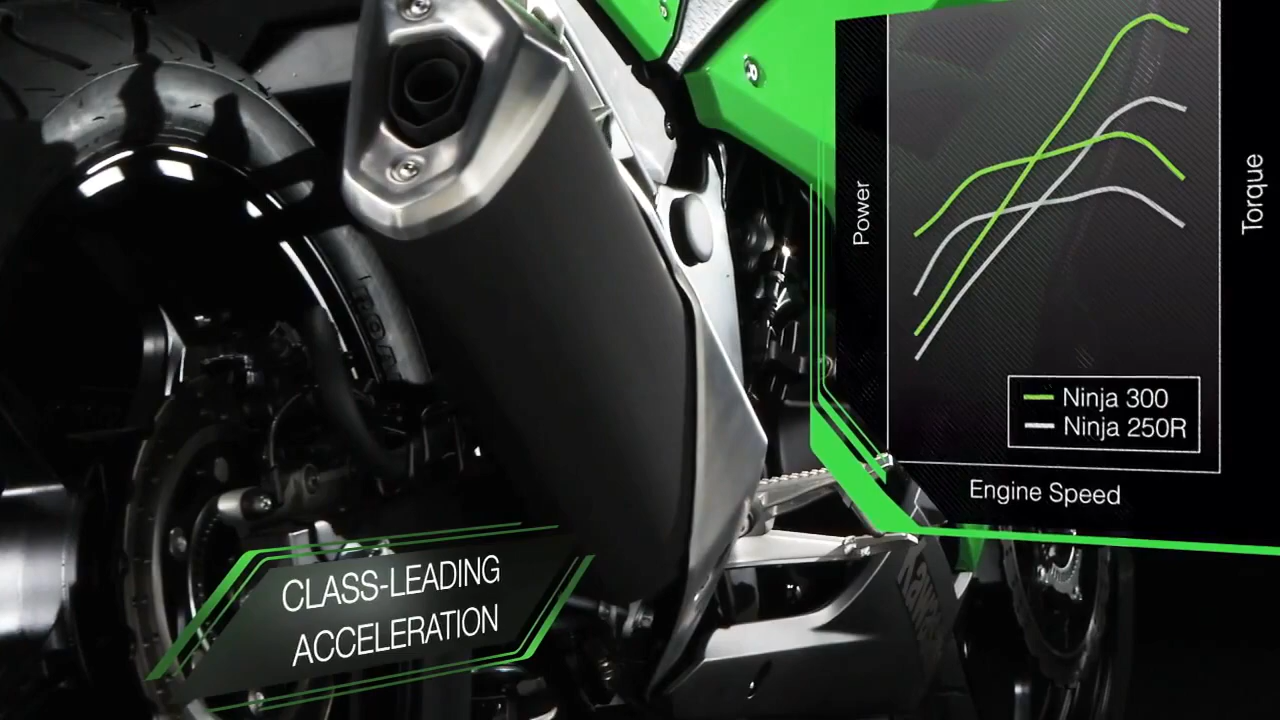 Power
Torque
Ninja 300
Ninja 250R
Engine Speed
CLASS-LEADING
ACCELERATION